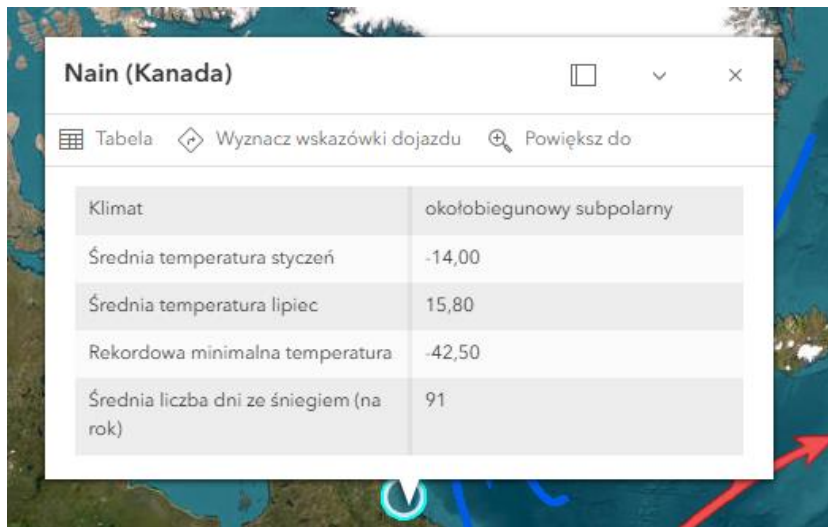 Nain (Kanada)
Tabela Wyznacz wskazówki dojazdu Powiększ do
Klimat okołobiegunowy subpolarny
Średnia temperatura styczeń -14,00
Średnia temperatura lipiec 15,80
Rekordowa minimalna temperatura -42,50
Średnia liczba dni ze śniegiem (na 91
rok)